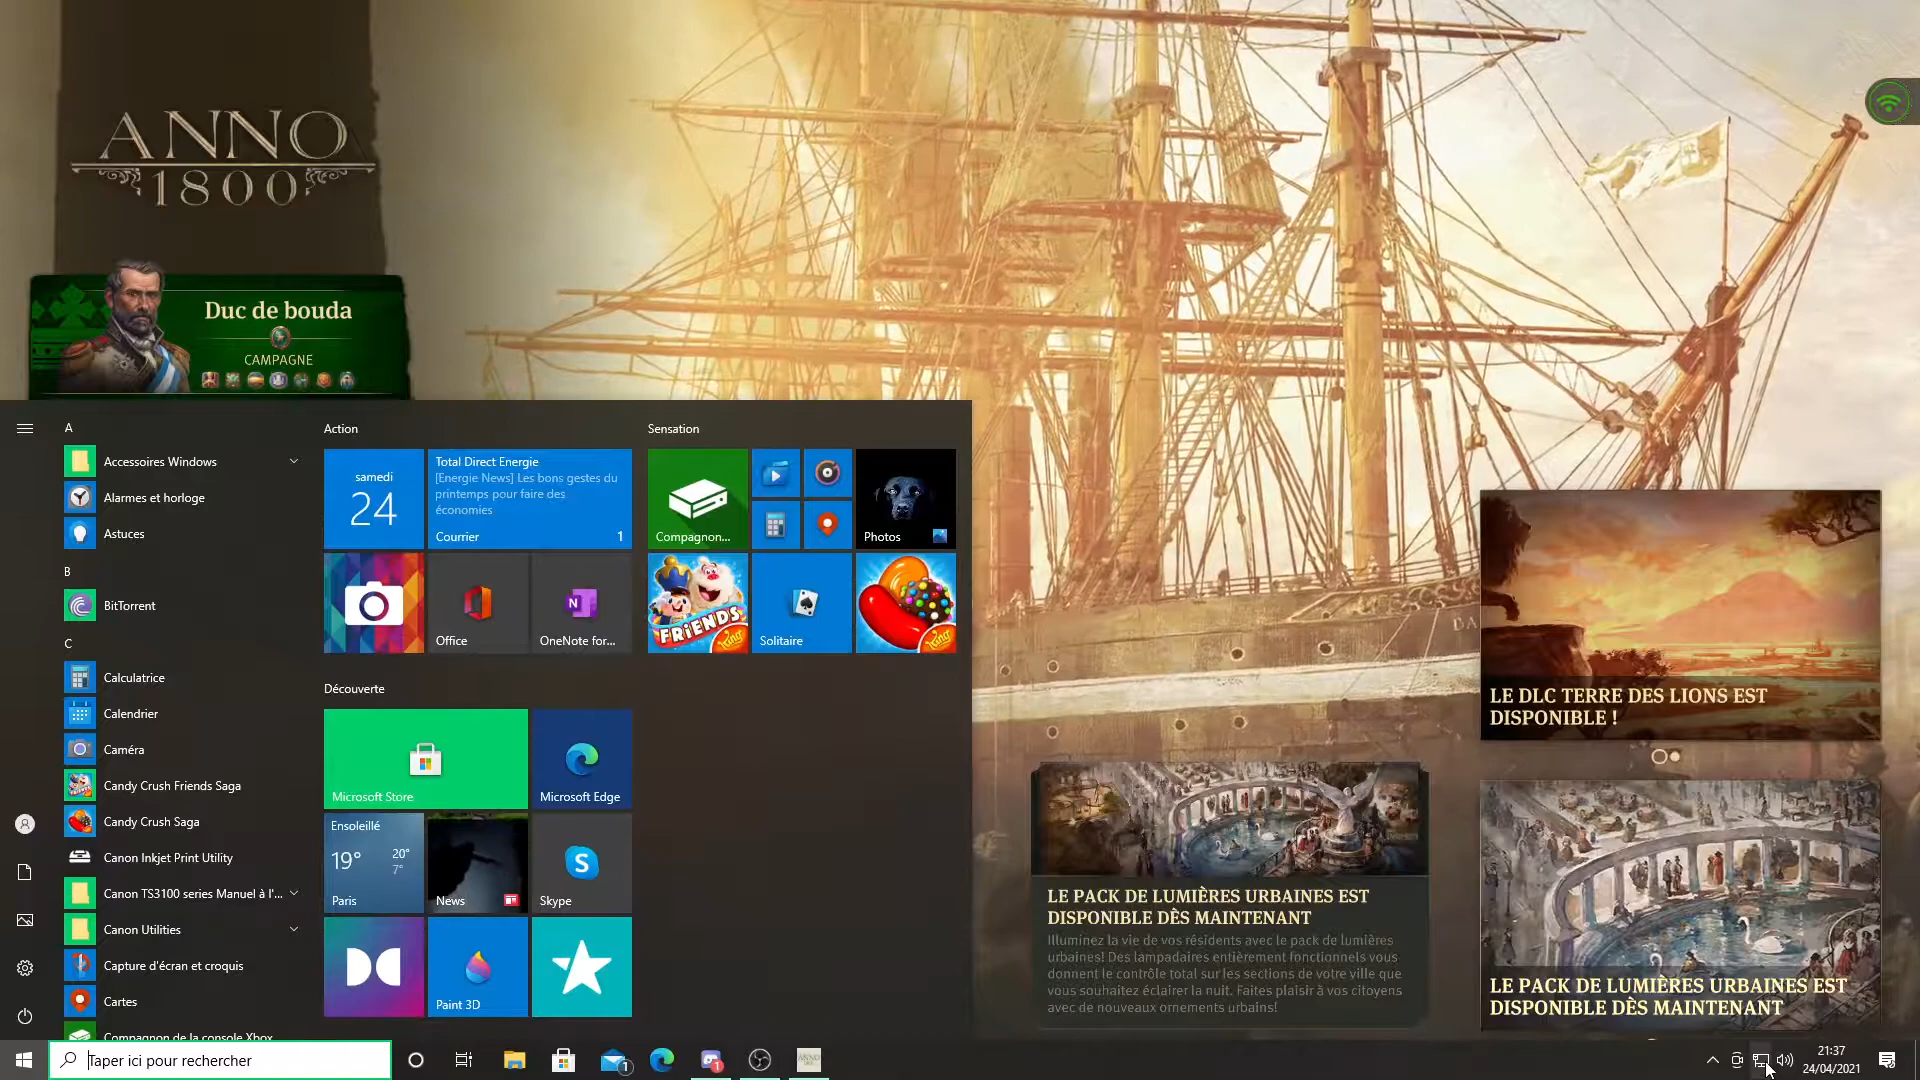 ANNO
1800
Duc de bouda
CAMPAGNE
A
Accessoires Windows
Alarmes et horloge
Astuces
B
BitTorrent
C
Calculatrice
Calendrier
Caméra
Candy Crush Friends Saga
Candy Crush Saga
Canon Inkjet Print Utility
Canon TS3100 series Manuel à l'...
Canon Utilities
Capture d'écran et croquis
Cartes
Compagnon de la console Xbox
Action
samedi
24
Total Direct Energie
[Energie News] Les bons gestes du
printemps pour faire des
économies
Courrier
1
Office
OneNote for...
Sensation
Compagnon...
Photos
FRIENDS
King
Solitaire
King
Découverte
Microsoft Store
Microsoft Edge
Ensoleillé
19°
20°
7°
Paris
News
Skype
Paint 3D
LE DLC TERRE DES LIONS EST
DISPONIBLE !
LE PACK DE LUMIÈRES URBAINES EST
DISPONIBLE DÈS MAINTENANT
Illuminez la vie de vos résidents avec le pack de lumières
urbaines! Des lampadaires entièrement fonctionnels vous
donnent le contrôle total sur les sections de votre ville que
vous souhaitez éclairer la nuit. Faites plaisir à vos citoyens
avec de nouveaux ornements urbains!
LE PACK DE LUMIÈRES URBAINES EST
DISPONIBLE DÈS MAINTENANT
Taper ici pour rechercher
1
1
ANNO
21:37
24/04/2021